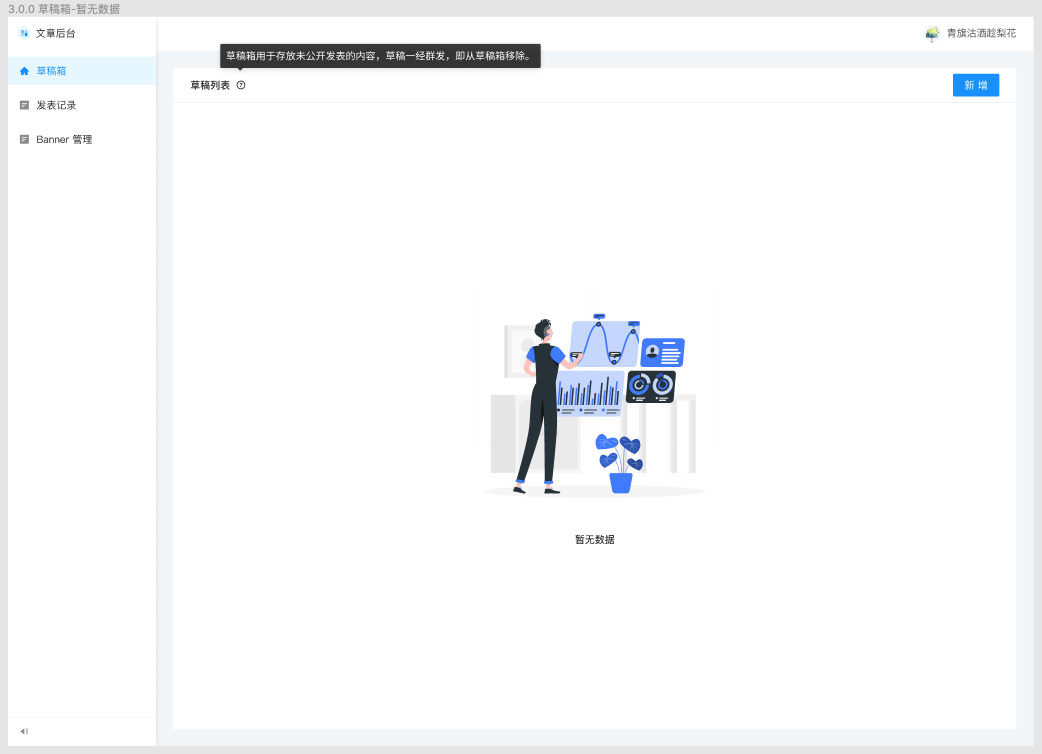 3.0.0 草稿箱-暂无数据
文章后台
青旗沽酒趁梨花
草稿箱用于存放未公开发表的内容，草稿一经群发，即从草稿箱移除。
草稿箱
草稿列表
新 增
发表记录
Banner 管理
暂无数据